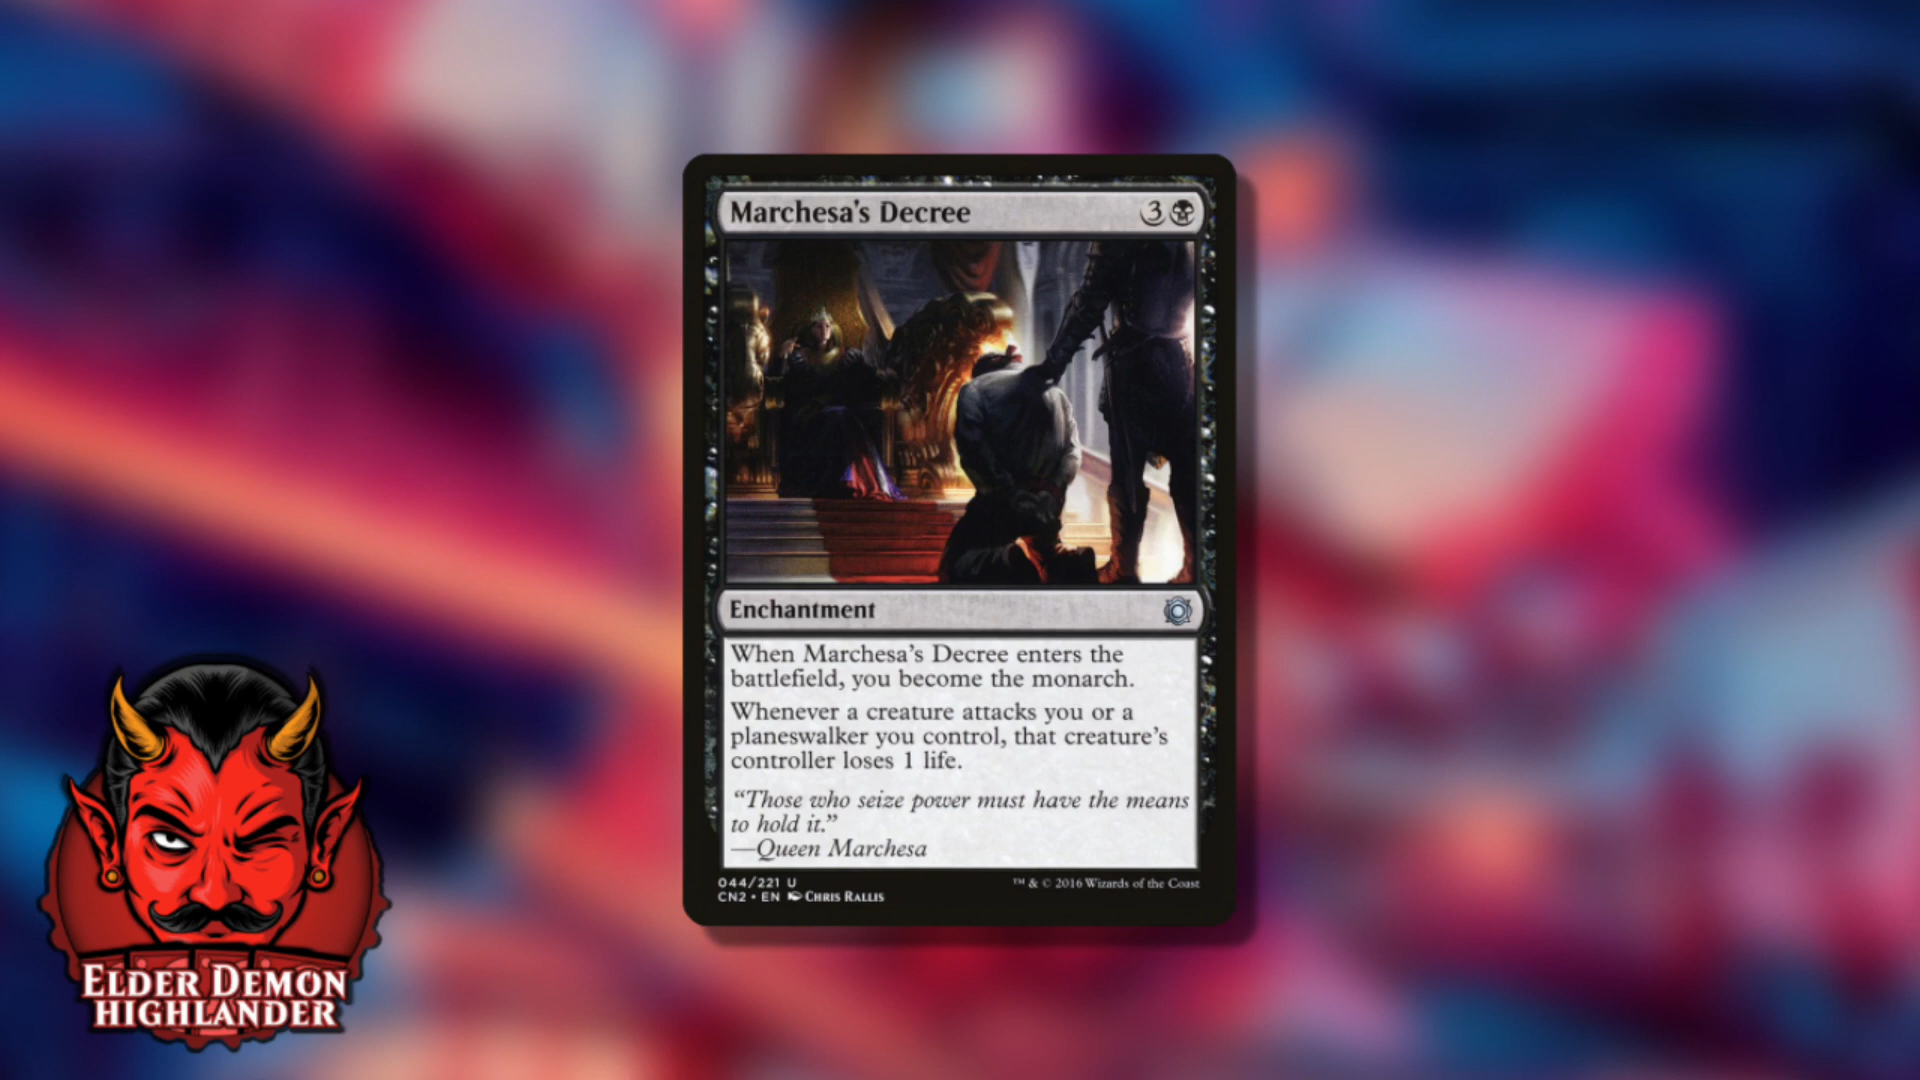 Marchesa's Decree 3
Enchantment
When Marchesa's Decree enters the
battlefield, you become the monarch.
Whenever a creature attacks you or a
planeswalker you control, that creature's
controller loses 1 life.
“Those who seize power must have the means
to hold it.”
—Queen Marchesa
044/221 U
CN2 • EN Chris Rallis
™ & © 2016 Wizards of the Coast
Elder Demon
Highlander